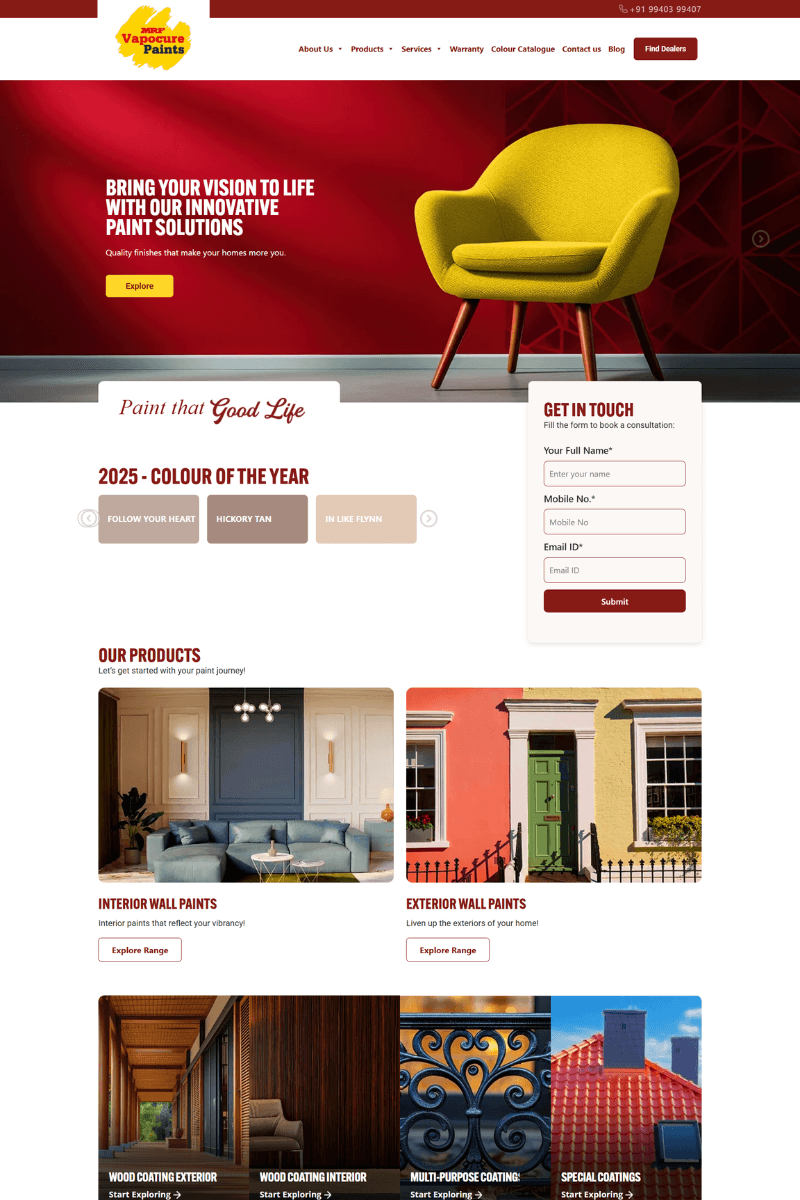 +91 99403 99407
MRF
Vapocure
Paints
About Us
Products
Services
Warranty
Colour Catalogue
Contact us
Blog
Find Dealers
BRING YOUR VISION TO LIFE
WITH OUR INNOVATIVE
PAINT SOLUTIONS
Quality finishes that make your homes more you.
Explore
Paint that Good Life
2025 - COLOUR OF THE YEAR
FOLLOW YOUR HEART
HICKORY TAN
IN LIKE FLYNN
GET IN TOUCH
Fill the form to book a consultation:
Your Full Name*
Enter your name
Mobile No.*
Mobile No
Email ID*
Email ID
Submit
OUR PRODUCTS
Let's get started with your paint journey!
INTERIOR WALL PAINTS
Interior paints that reflect your vibrancy!
Explore Range
EXTERIOR WALL PAINTS
Liven up the exteriors of your home!
Explore Range
WOOD COATING EXTERIOR
Start Exploring
WOOD COATING INTERIOR
Start Exploring
MULTI-PURPOSE COATING
Start Exploring
SPECIAL COATINGS
Start Exploring